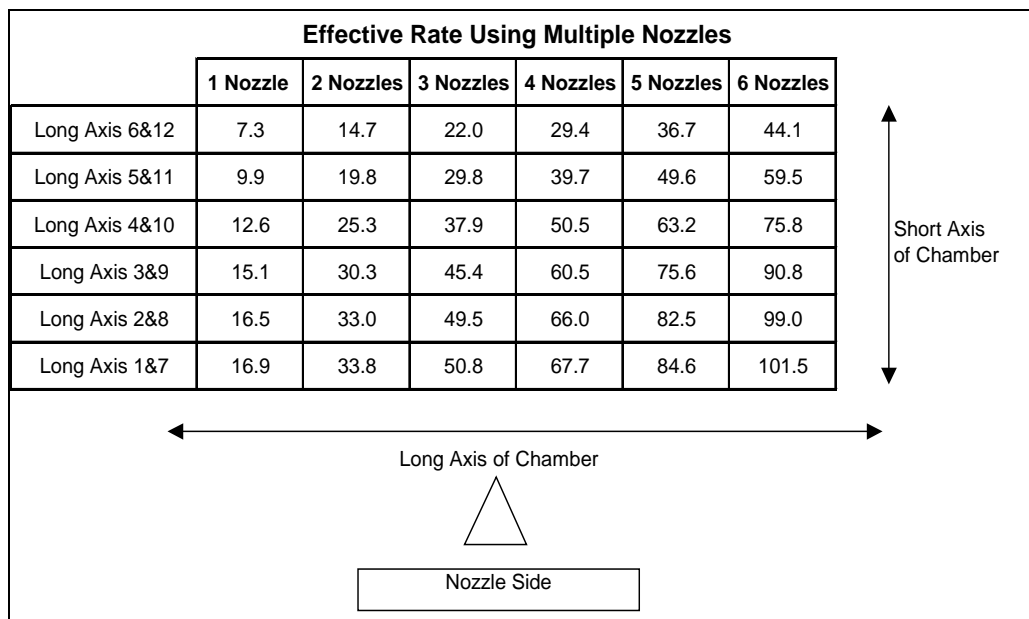 Effective Rate Using Multiple Nozzles
1 Nozzle 2 Nozzles 3 Nozzles 4 Nozzles 5 Nozzles 6 Nozzles
Long Axis 6&12 7.3 14.7 22.0 29.4 36.7 44.1
Long Axis 5&11 9.9 19.8 29.8 39.7 49.6 59.5
Long Axis 4&10 12.6 25.3 37.9 50.5 63.2 75.8
Long Axis 3&9 15.1 30.3 45.4 60.5 75.6 90.8
Long Axis 2&8 16.5 33.0 49.5 66.0 82.5 99.0
Long Axis 1&7 16.9 33.8 50.8 67.7 84.6 101.5
Short Axis
of Chamber
Long Axis of Chamber
Nozzle Side